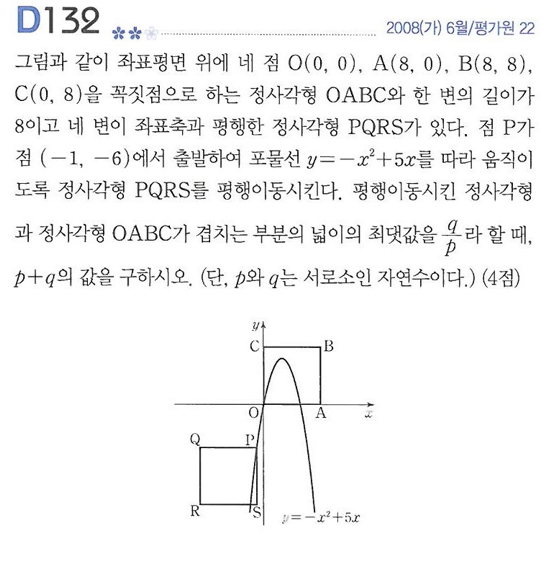 D132
2008(가) 6월/평가원 22
그림과 같이 좌표평면 위에 네 점 O(0, 0), A(8, 0), B(8, 8),
C(0, 8)을 꼭짓점으로 하는 정사각형 OABC와 한 변의 길이가
8이고 네 변이 좌표축과 평행한 정사각형 PQRS가 있다. 점 P가
점 (-1, -6)에서 출발하여 포물선 y=-x²+5x를 따라 움직이
도록 정사각형 PQRS를 평행이동시킨다. 평행이동시킨 정사각형
과 정사각형 OABC가 겹치는 부분의 넓이의 최댓값을 q/p라 할 때,
p+q의 값을 구하시오. (단, p와 q는 서로소인 자연수이다.) (4점)
y
C B
O A x
Q P
R S y=-x²+5x